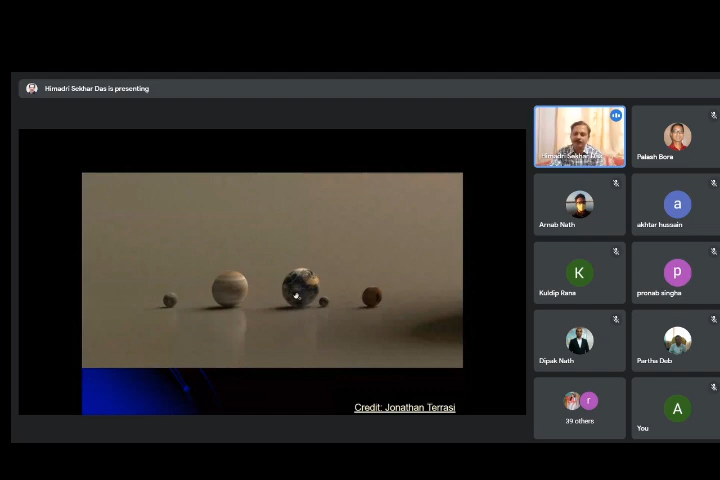 Himadri Sekhar Das is presenting
Himadri Sekhar Das
Palash Bora
Arnab Nath
a
akhtar hussain
K
Kuldip Rana
p
pronab singha
Dipak Nath
Partha Deb
r
39 others
A
You
Credit: Jonathan Terrasi